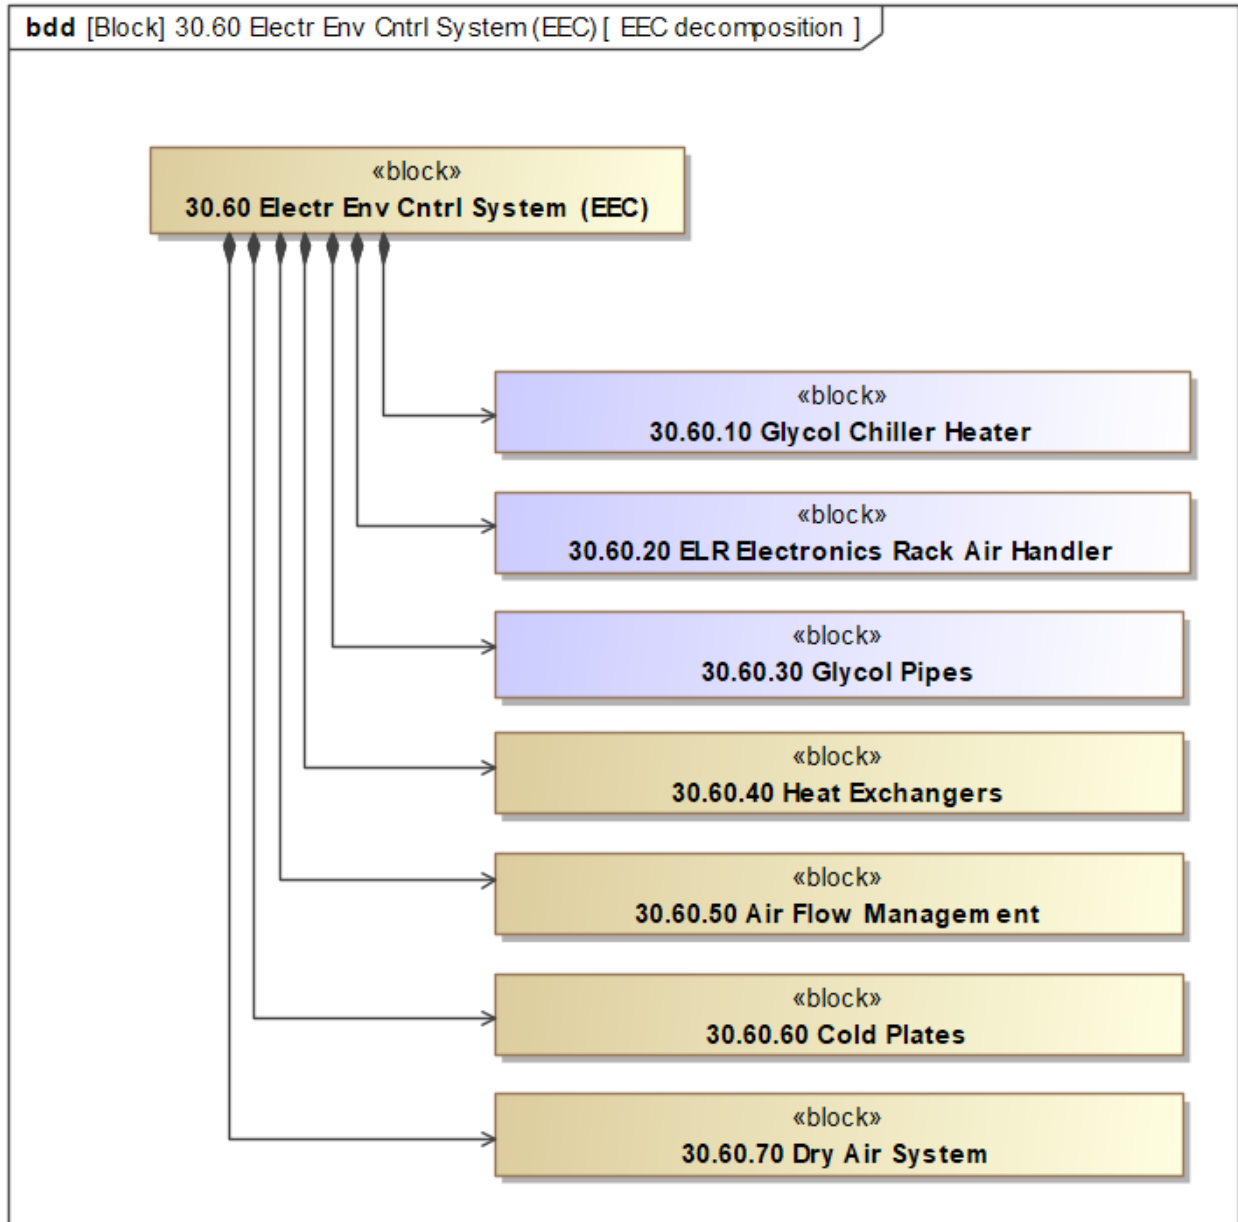 bdd [Block] 30.60 Electr Env Cntrl System (EEC) [ EEC decomposition ]
«block»
30.60 Electr Env Cntrl System (EEC)
«block»
30.60.10 Glycol Chiller Heater
«block»
30.60.20 ELR Electronics Rack Air Handler
«block»
30.60.30 Glycol Pipes
«block»
30.60.40 Heat Exchangers
«block»
30.60.50 Air Flow Management
«block»
30.60.60 Cold Plates
«block»
30.60.70 Dry Air System